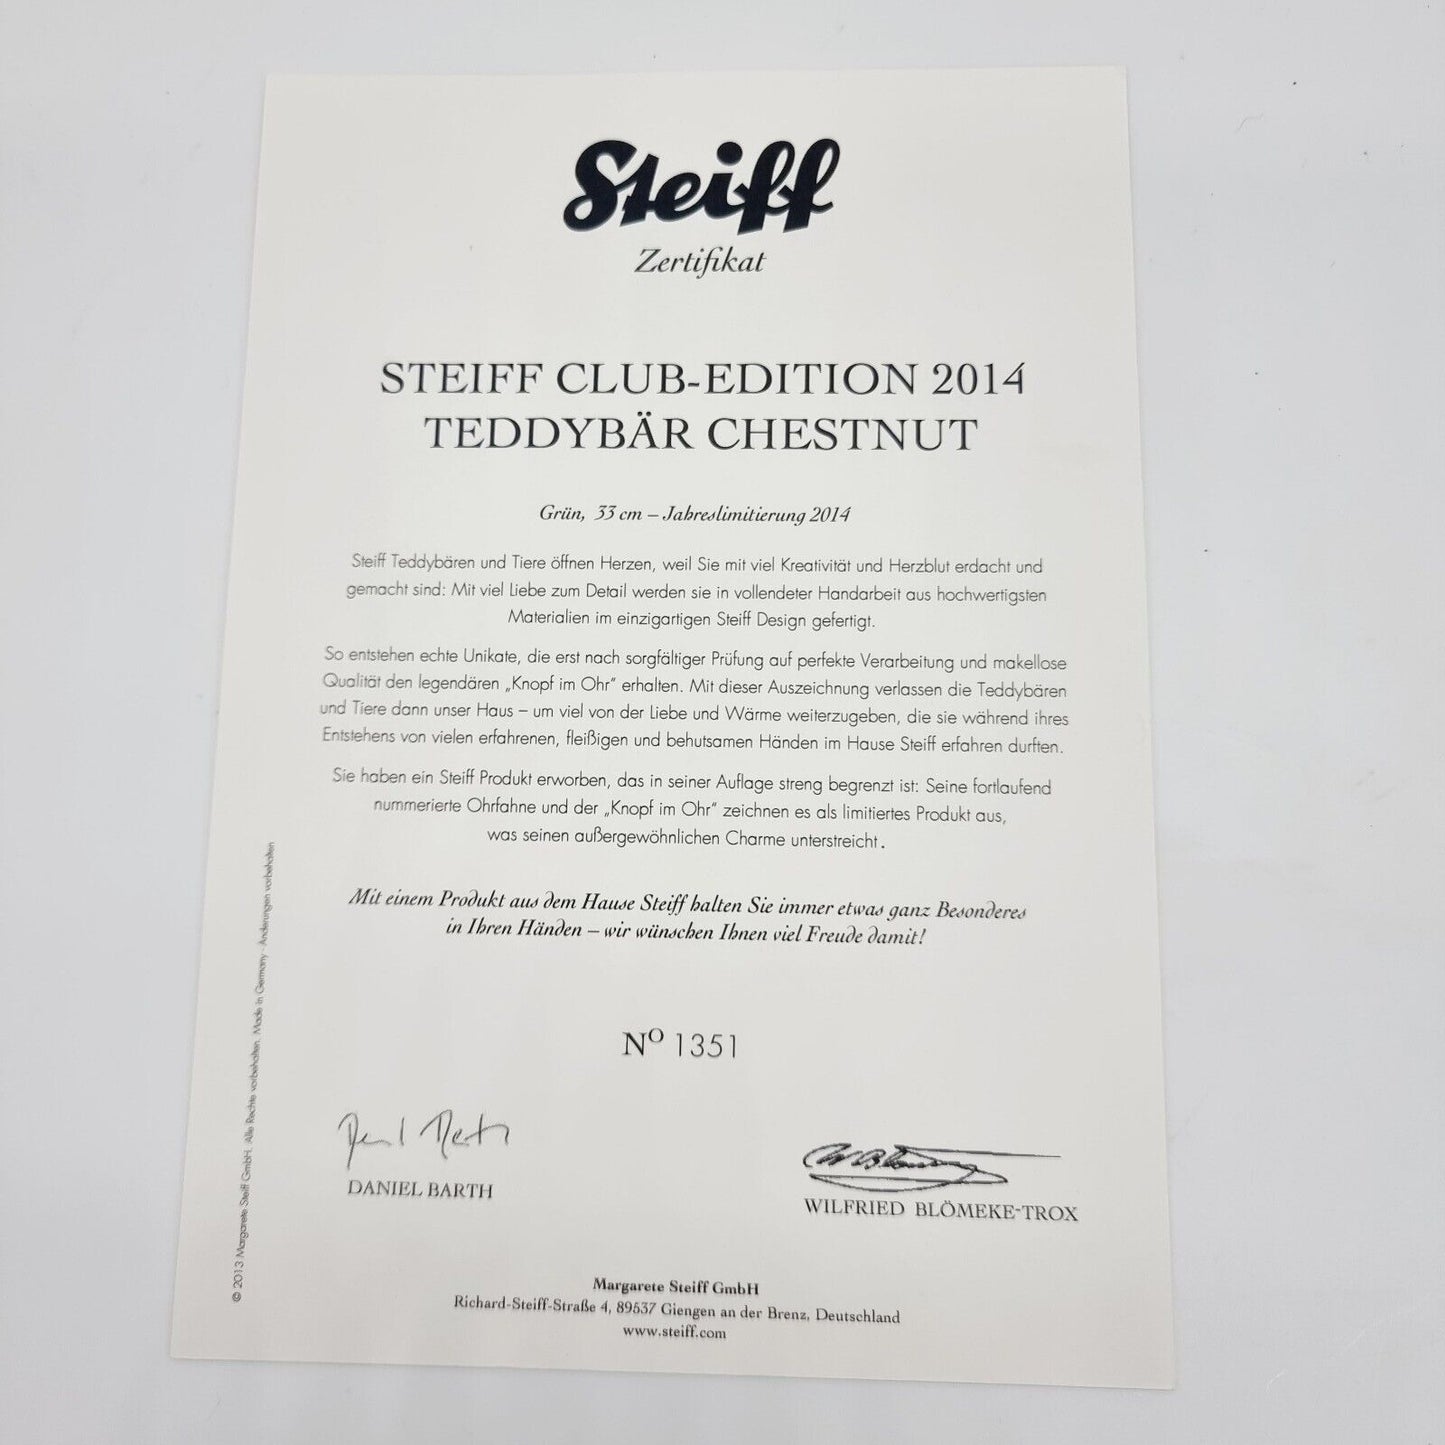 Steiff
Zertifikat
STEIFF CLUB-EDITION 2014
TEDDYBÄR CHESTNUT
Grün, 33 cm – Jahreslimitierung 2014
Steiff Teddybären und Tiere öffnen Herzen, weil Sie mit viel Kreativität und Herzblut erdacht und
gemacht sind: Mit viel Liebe zum Detail werden sie in vollendeter Handarbeit aus hochwertigsten
Materialien im einzigartigen Steiff Design gefertigt.
So entstehen echte Unikate, die erst nach sorgfältiger Prüfung auf perfekte Verarbeitung und makellose
Qualität den legendären „Knopf im Ohr“ erhalten. Mit dieser Auszeichnung verlassen die Teddybären
und Tiere dann unser Haus – um viel von der Liebe und Wärme weiterzugeben, die sie während ihres
Entstehens von vielen erfahrenen, fleißigen und behutsamen Händen im Hause Steiff erfahren durften.
Sie haben ein Steiff Produkt erworben, das in seiner Auflage streng begrenzt ist: Seine fortlaufend
nummerierte Ohrfahne und der „Knopf im Ohr“ zeichnen es als limitiertes Produkt aus,
was seinen außergewöhnlichen Charme unterstreicht.
Mit einem Produkt aus dem Hause Steiff halten Sie immer etwas ganz Besonderes
in Ihren Händen – wir wünschen Ihnen viel Freude damit!
Nº 1351
DANIEL BARTH
WILFRIED BLÖMEKE-TROX
Margarete Steiff GmbH
Richard-Steiff-Straße 4, 89537 Giengen an der Brenz, Deutschland
www.steiff.com
© 2013 Margarete Steiff GmbH. Alle Rechte vorbehalten. Made in Germany · Änderungen vorbehalten